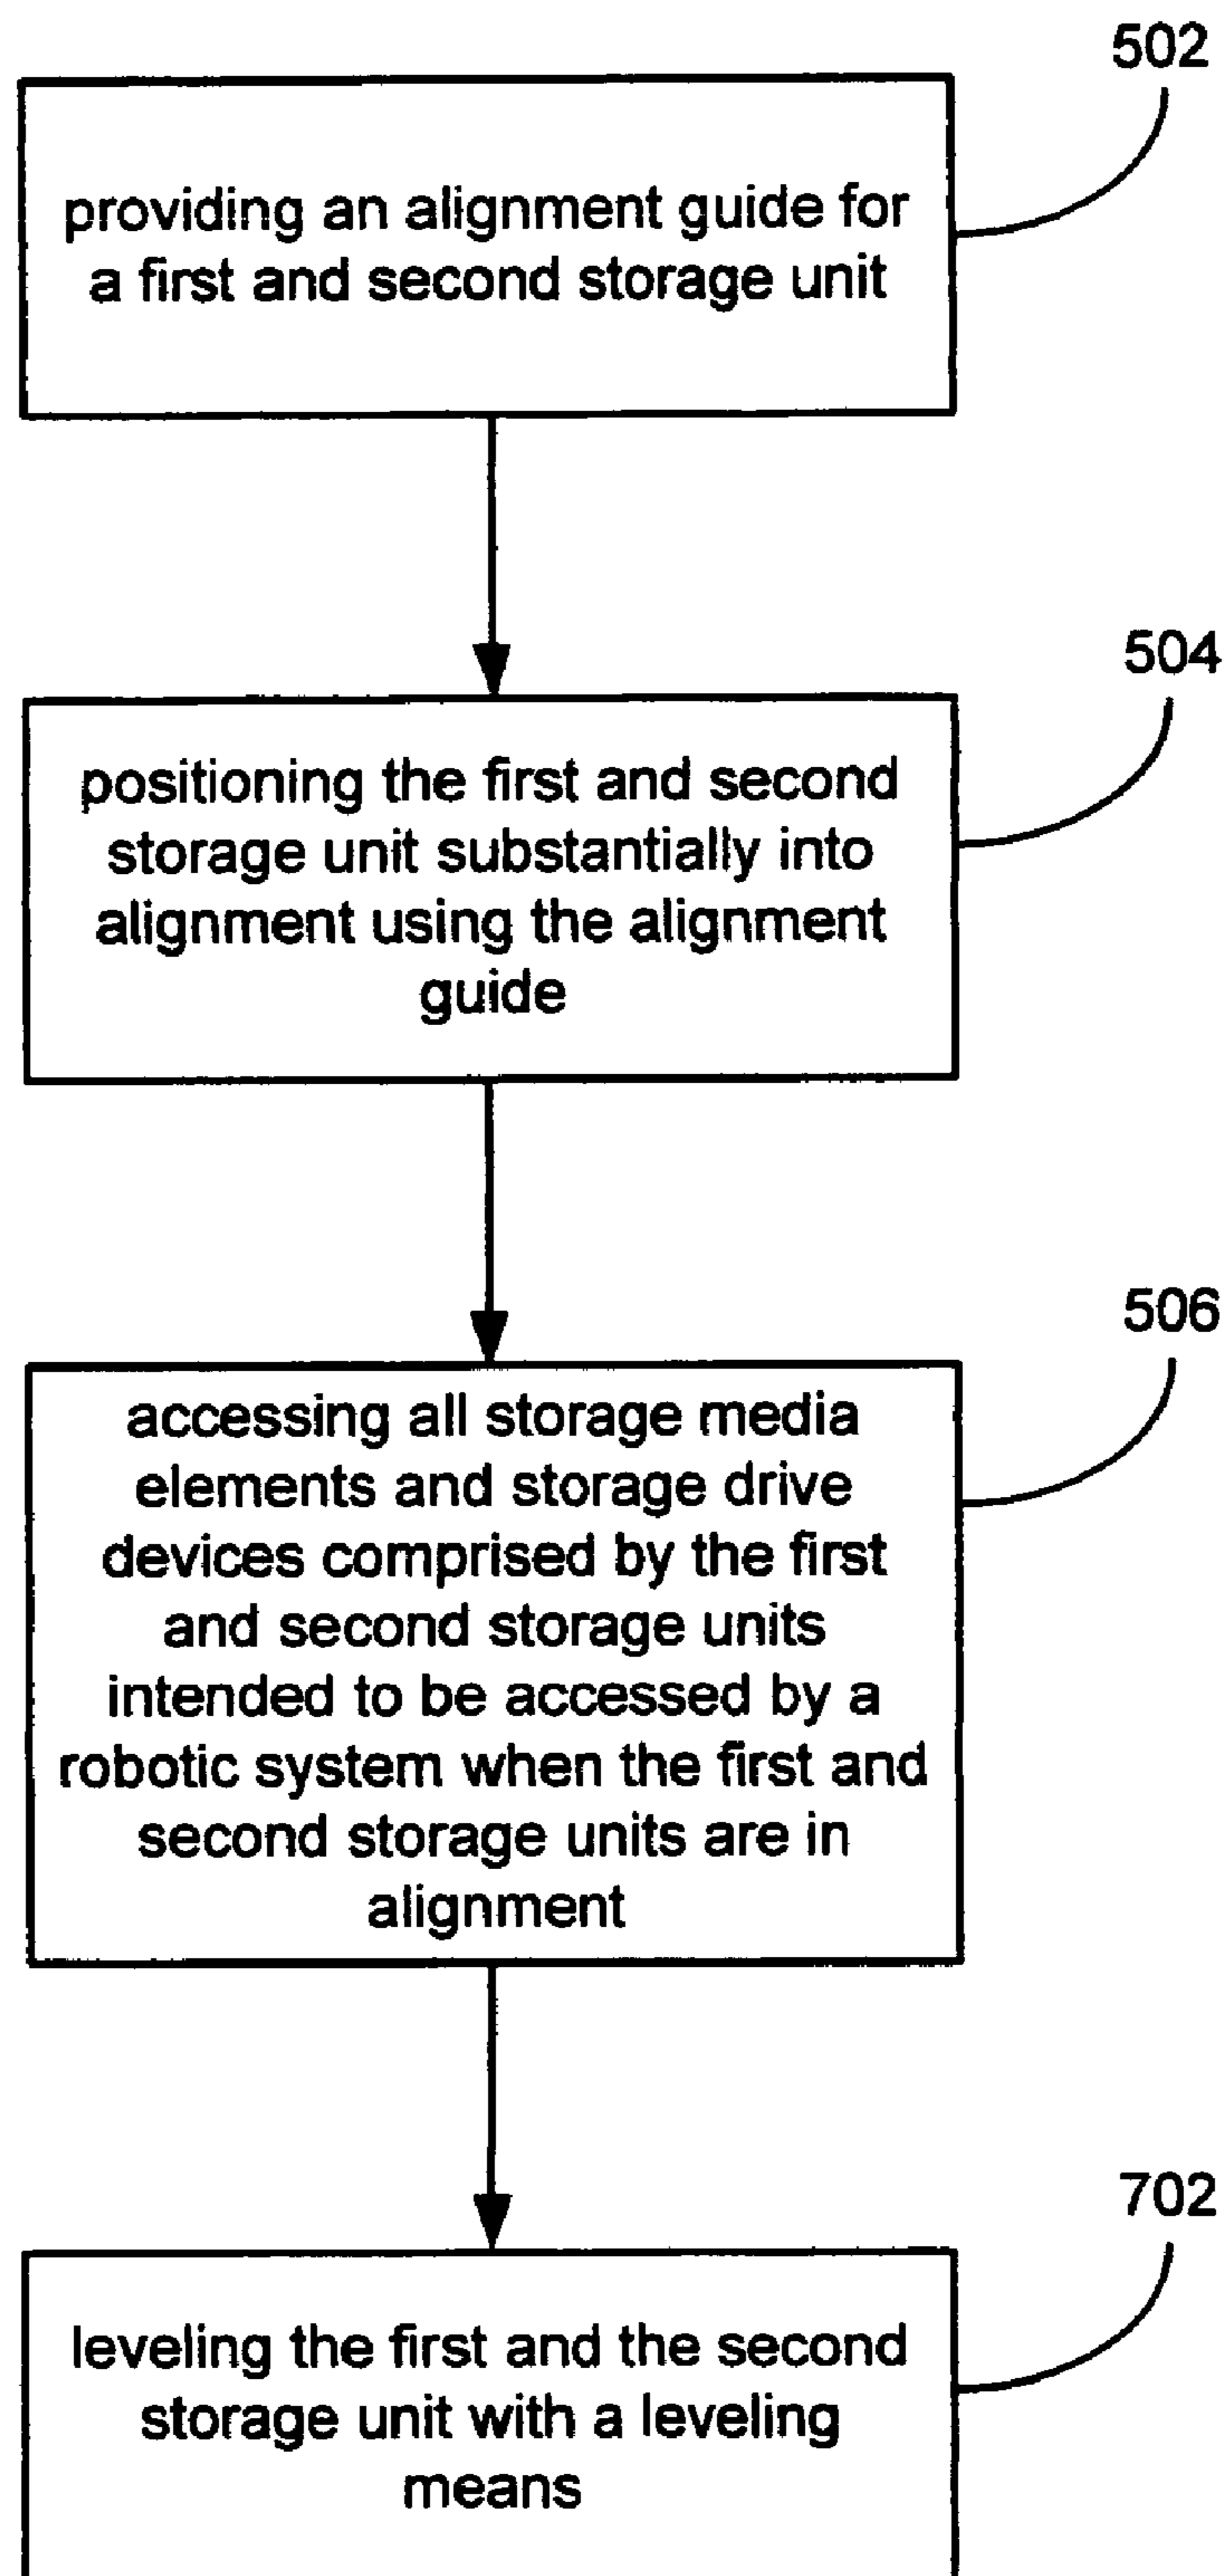 502
providing an alignment guide for
a first and second storage unit
504
positioning the first and second
storage unit substantially into
alignment using the alignment
guide
506
accessing all storage media
elements and storage drive
devices comprised by the first
and second storage units
intended to be accessed by a
robotic system when the first and
second storage units are in
alignment
702
leveling the first and the second
storage unit with a leveling
means